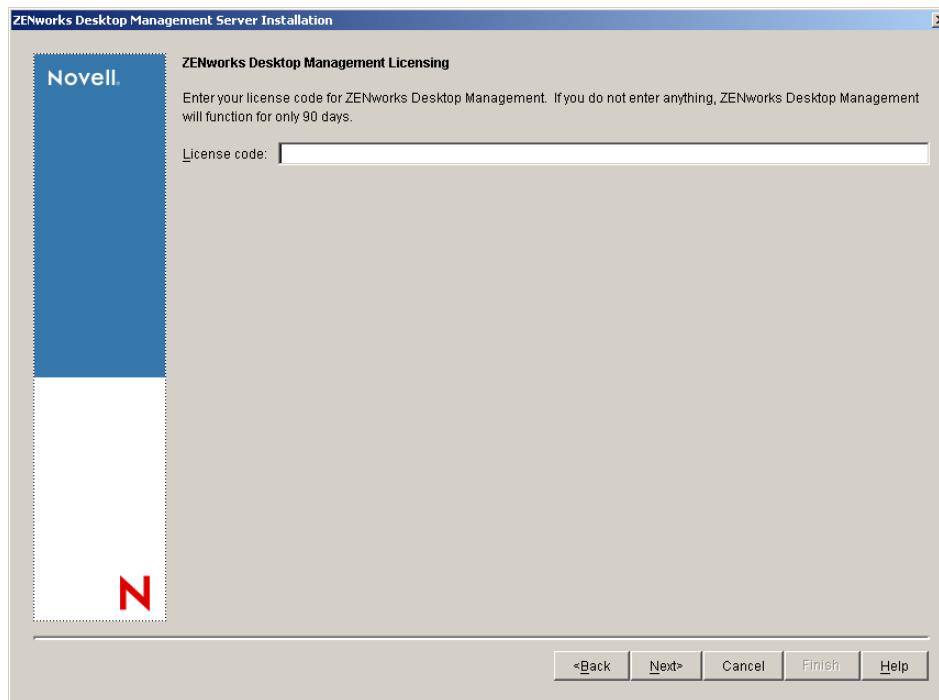 ZENworks Desktop Management Server Installation
Novell.
ZENworks Desktop Management Licensing
Enter your license code for ZENworks Desktop Management. If you do not enter anything, ZENworks Desktop Management
will function for only 90 days.
License code:
N
<Back Next> Cancel Finish Help